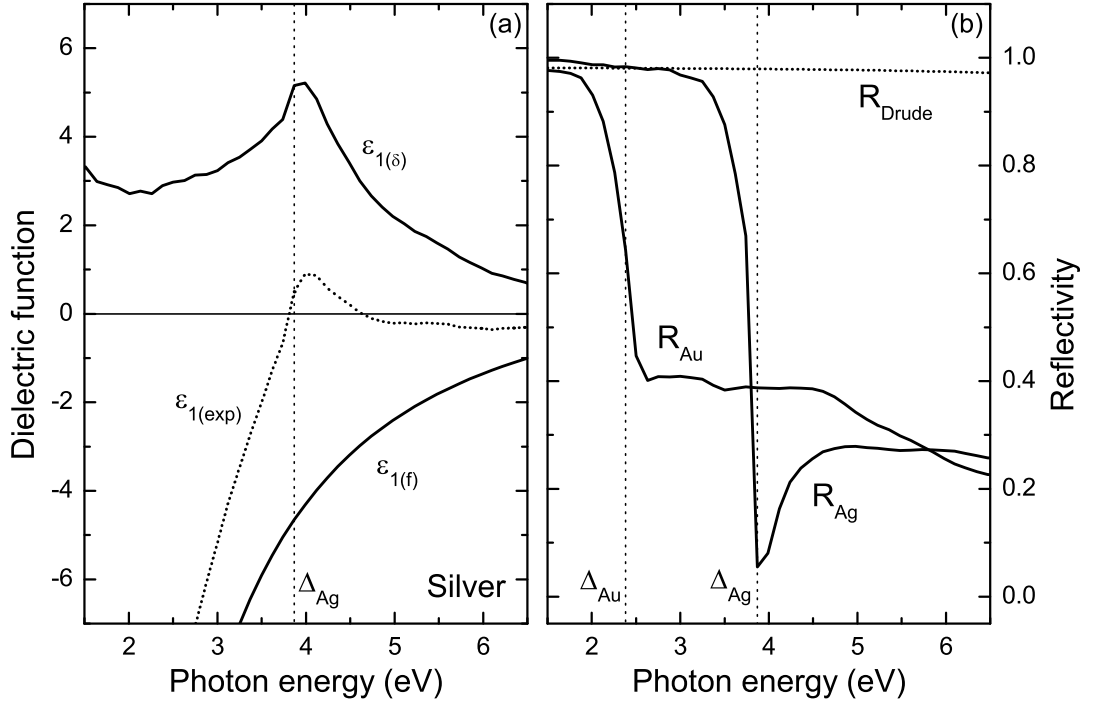 (a)
6
4
2
0
-2
-4
-6
Dielectric function
ε1(δ)
ε1(exp)
ε1(f)
ΔAg
Silver
2 3 4 5 6
Photon energy (eV)
(b)
RDrude
RAu
RAg
ΔAu ΔAg
1.0
0.8
0.6
0.4
0.2
0.0
Reflectivity
2 3 4 5 6
Photon energy (eV)